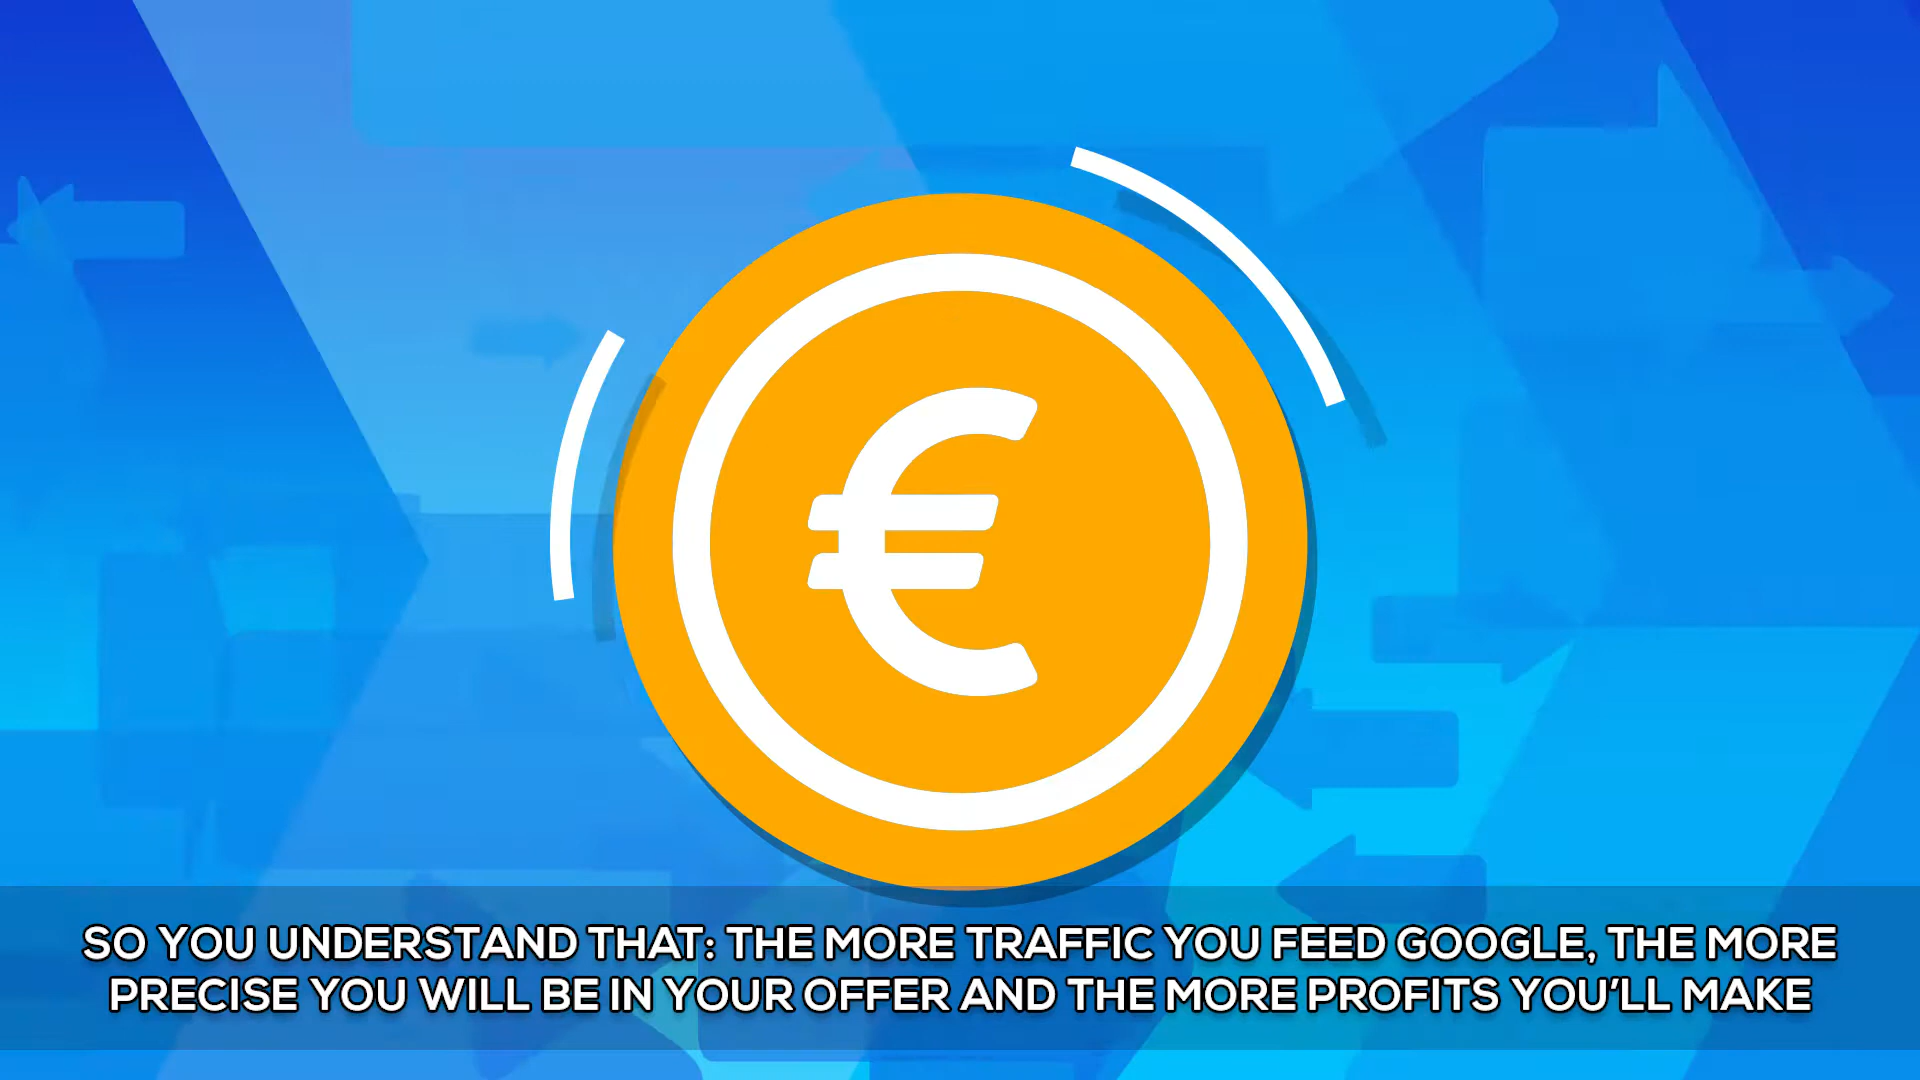 €
SO YOU UNDERSTAND THAT: THE MORE TRAFFIC YOU FEED GOOGLE, THE MORE
PRECISE YOU WILL BE IN YOUR OFFER AND THE MORE PROFITS YOU'LL MAKE